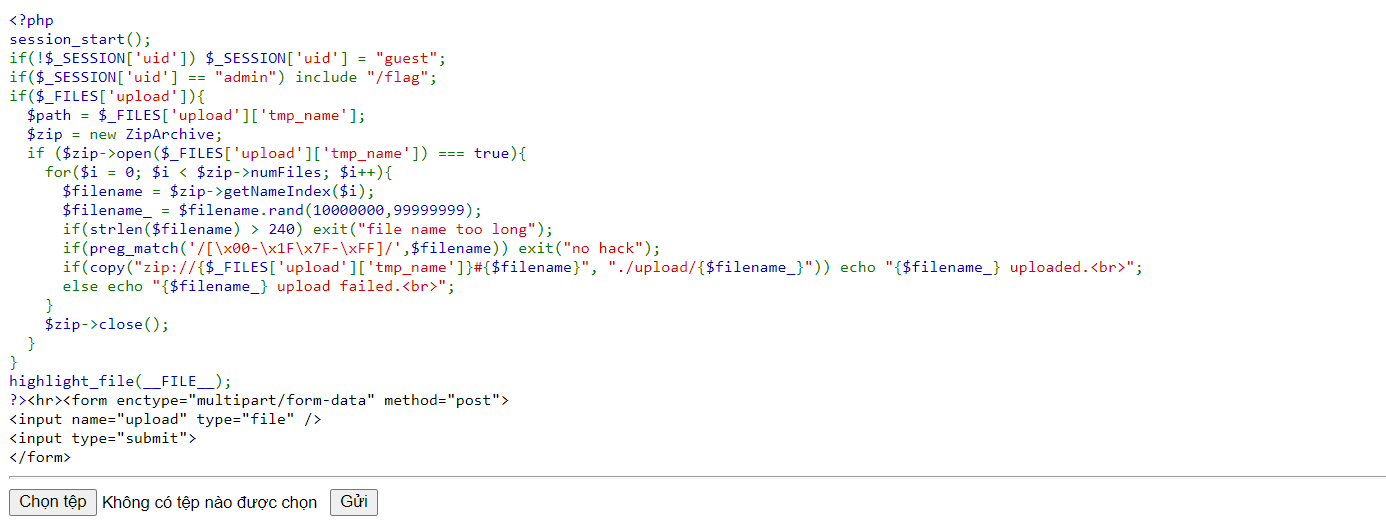 <?php
session_start();
if(!$_SESSION['uid']) $_SESSION['uid'] = "guest";
if($_SESSION['uid'] == "admin") include "/flag";
if($_FILES['upload']){
  $path = $_FILES['upload']['tmp_name'];
  $zip = new ZipArchive;
  if ($zip->open($_FILES['upload']['tmp_name']) === true){
    for($i = 0; $i < $zip->numFiles; $i++){
      $filename = $zip->getNameIndex($i);
      $filename_ = $filename.rand(10000000,99999999);
      if(strlen($filename) > 240) exit("file name too long");
      if(preg_match('/[\x00-\x1F\x7F-\xFF]/',$filename)) exit("no hack");
      if(copy("zip://{$_FILES['upload']['tmp_name']}#{$filename}", "./upload/{$filename_}")) echo "{$filename_} uploaded.<br>";
      else echo "{$filename_} upload failed.<br>";
    }
    $zip->close();
  }
}
highlight_file(__FILE__);
?><hr><form enctype="multipart/form-data" method="post">
<input name="upload" type="file" />
<input type="submit">
</form>
Chọn tệp Không có tệp nào được chọn Gửi